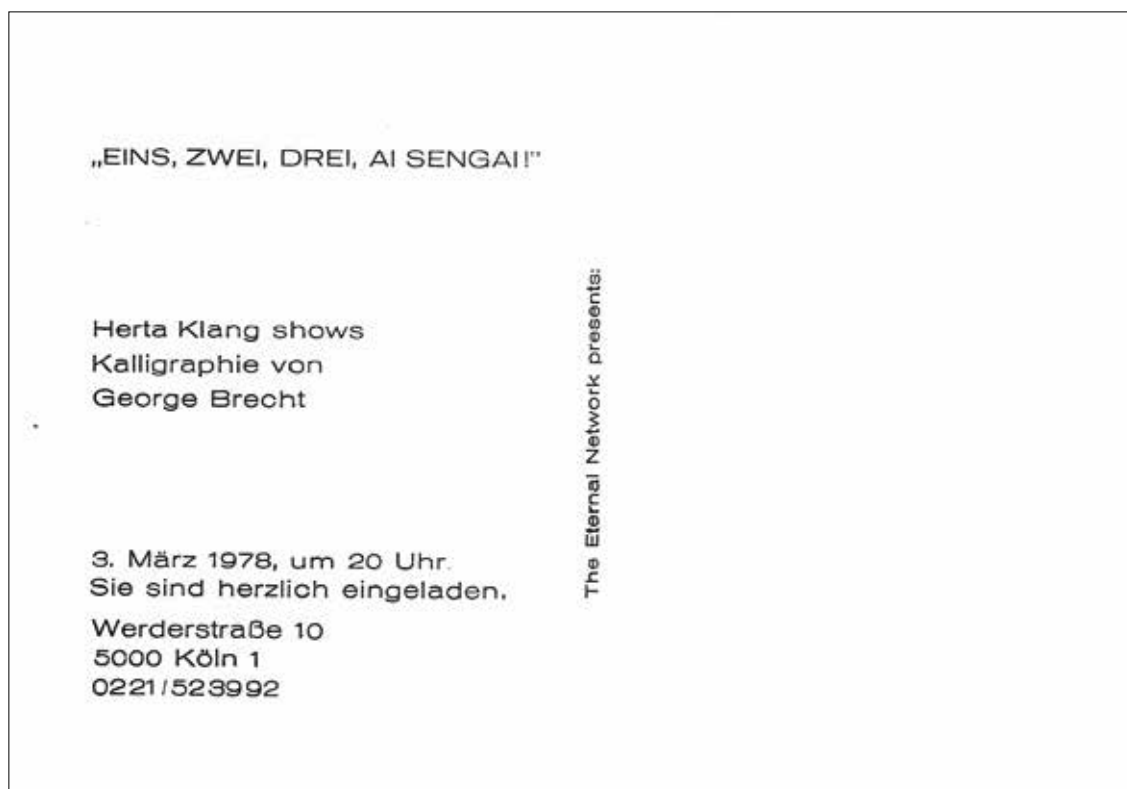 „EINS, ZWEI, DREI, AI SENGAI!”
Herta Klang shows
Kalligraphie von
George Brecht
3. März 1978, um 20 Uhr.
Sie sind herzlich eingeladen.
Werderstraße 10
5000 Köln 1
0221/523992
The Eternal Network presents: